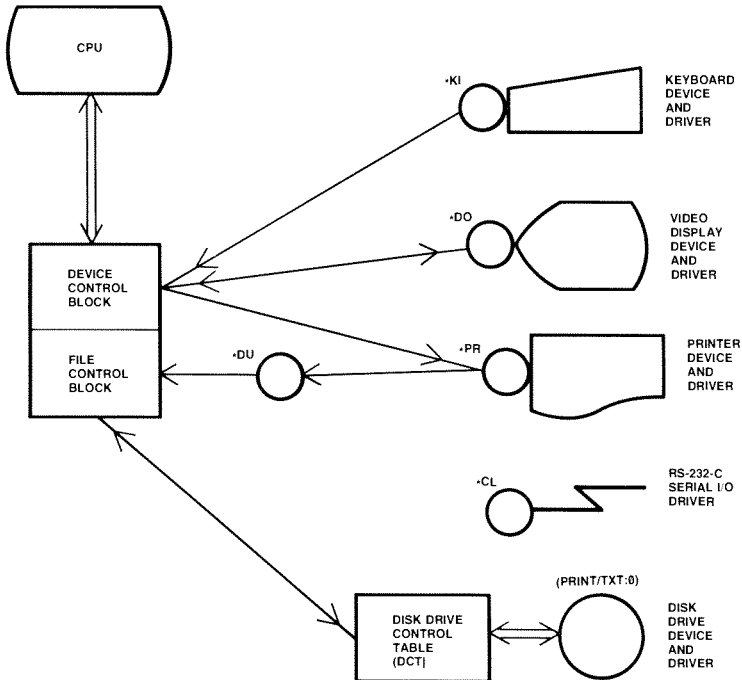 CPU
*KI
KEYBOARD
DEVICE
AND
DRIVER
*DO
VIDEO
DISPLAY
DEVICE
AND
DRIVER
DEVICE
CONTROL
BLOCK
FILE
CONTROL
BLOCK
*DU
*PR
PRINTER
DEVICE
AND
DRIVER
*CL
RS-232-C
SERIAL I/O
DRIVER
DISK DRIVE
CONTROL
TABLE
(DCT)
(PRINT/TXT:0)
DISK
DRIVE
DEVICE
AND
DRIVER